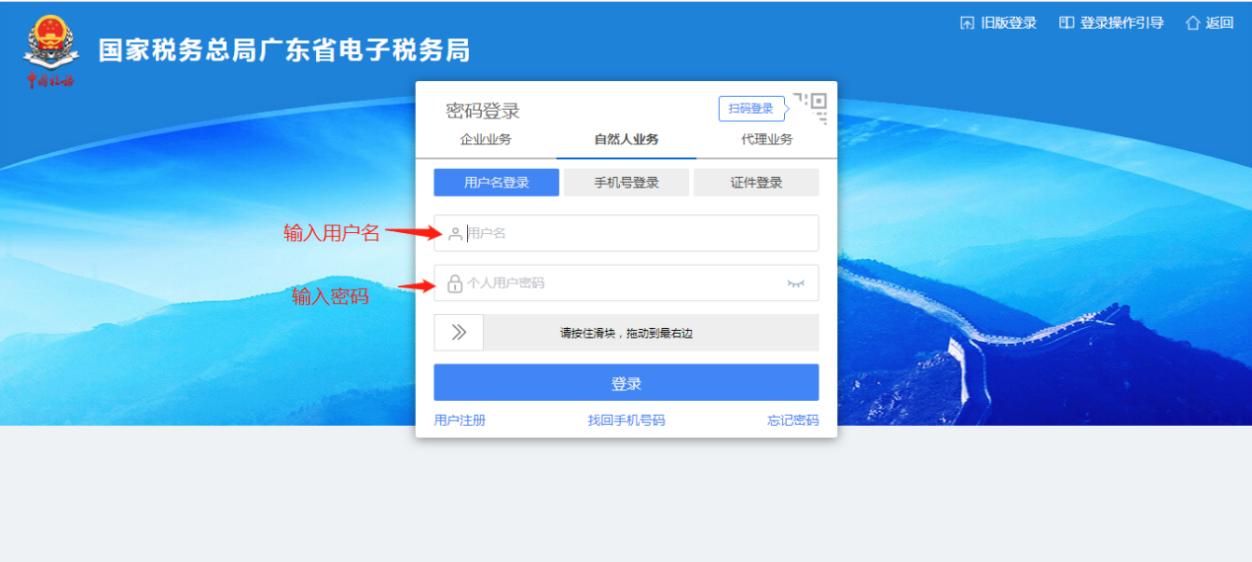 旧版登录 登录操作引导 返回
国家税务总局广东省电子税务局
中国税务
密码登录 扫码登录
企业业务 自然人业务 代理业务
用户名登录 手机号登录 证件登录
输入用户名 用户名
输入密码 个人用户密码
请按住滑块，拖动到最右边
登录
用户注册 找回手机号码 忘记密码